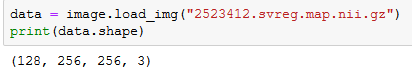 data = image.load_img("2523412.svreg.map.nii.gz")
print(data.shape)
(128, 256, 256, 3)